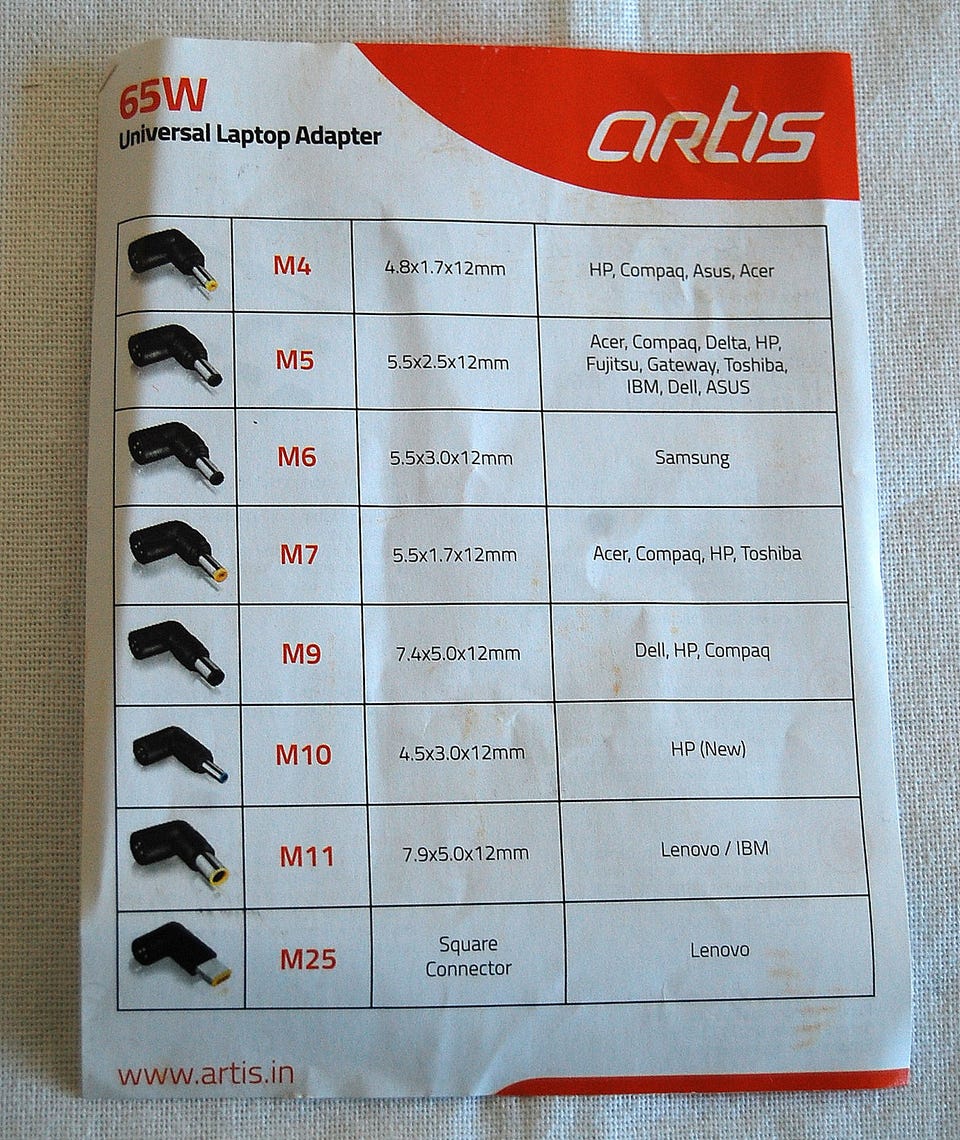 65W
Universal Laptop Adapter
artis
M4 4.8x1.7x12mm HP, Compaq, Asus, Acer
M5 5.5x2.5x12mm Acer, Compaq, Delta, HP,
Fujitsu, Gateway, Toshiba,
IBM, Dell, ASUS
M6 5.5x3.0x12mm Samsung
M7 5.5x1.7x12mm Acer, Compaq, HP, Toshiba
M9 7.4x5.0x12mm Dell, HP, Compaq
M10 4.5x3.0x12mm HP (New)
M11 7.9x5.0x12mm Lenovo / IBM
M25 Square
Connector Lenovo
www.artis.in